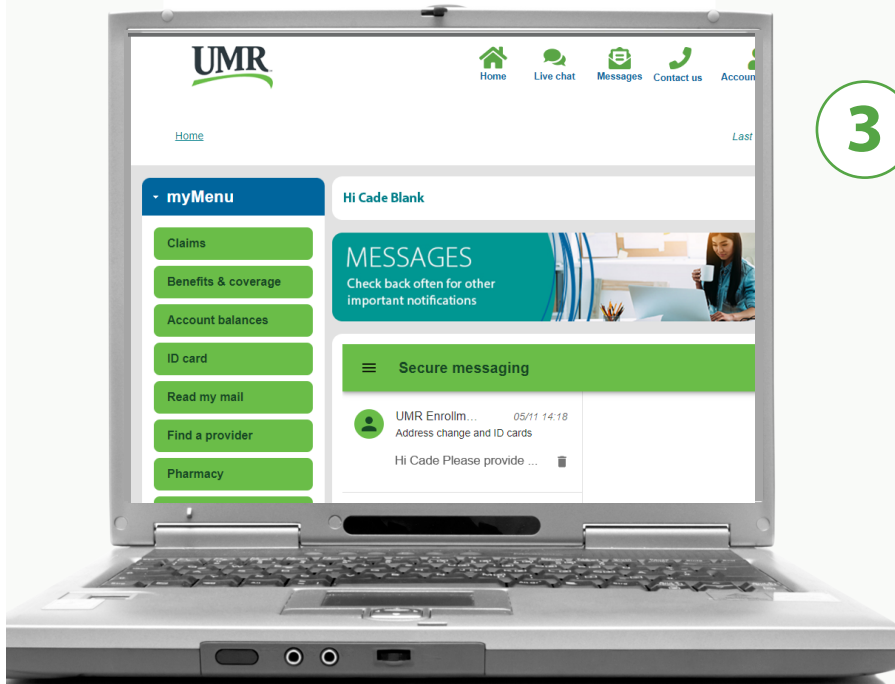 UMR
Home
Live chat
Messages
Contact us
Accoun
3
Home
Last
myMenu
Hi Cade Blank
Claims
Benefits & coverage
Account balances
ID card
Read my mail
Find a provider
Pharmacy
MESSAGES
Check back often for other
important notifications
Secure messaging
UMR Enrollm...
05/11 14:18
Address change and ID cards
Hi Cade Please provide ...